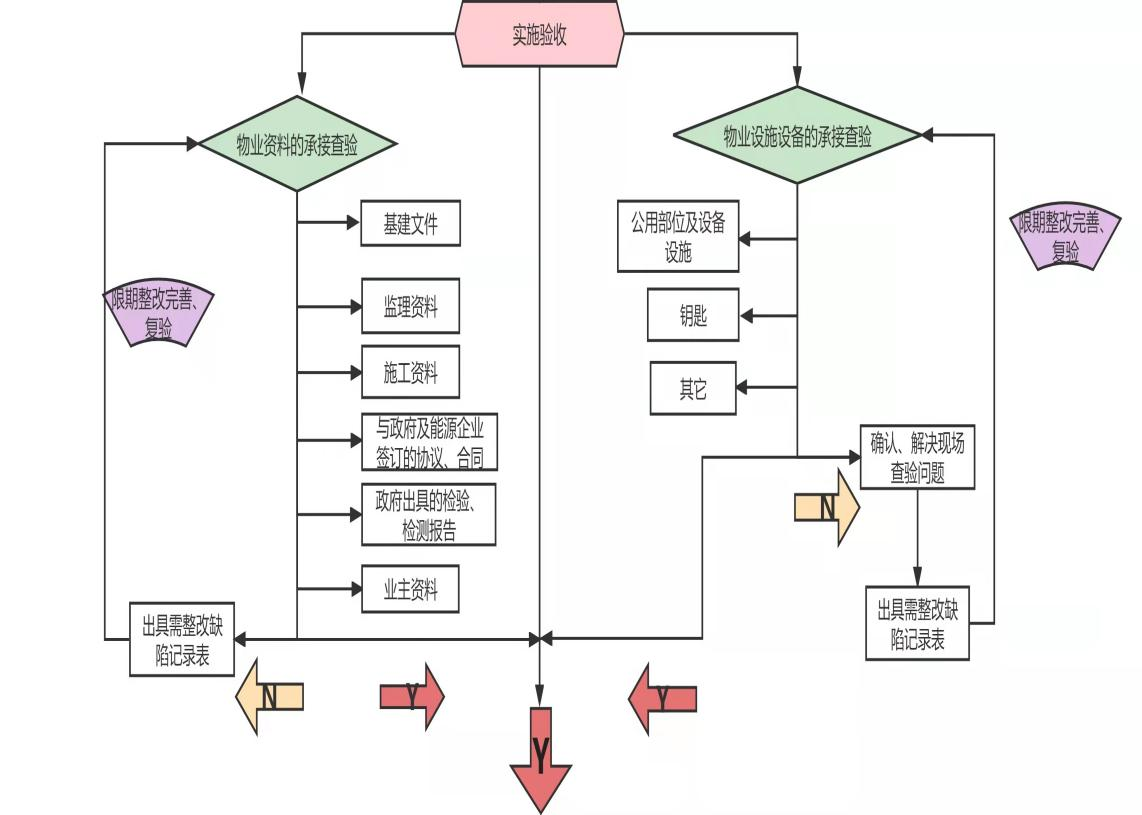 实施验收
物业资料的承接查验
物业设施设备的承接查验
基建文件
监理资料
施工资料
与政府及能源企业
签订的协议、合同
政府出具的检验、
检测报告
业主资料
限期整改完善、
复验
出具需整改缺
陷记录表
N
Y
公用部位及设备
设施
钥匙
其它
限期整改完善、
复验
确认、解决现场
查验问题
N
出具需整改缺
陷记录表
Y
Y